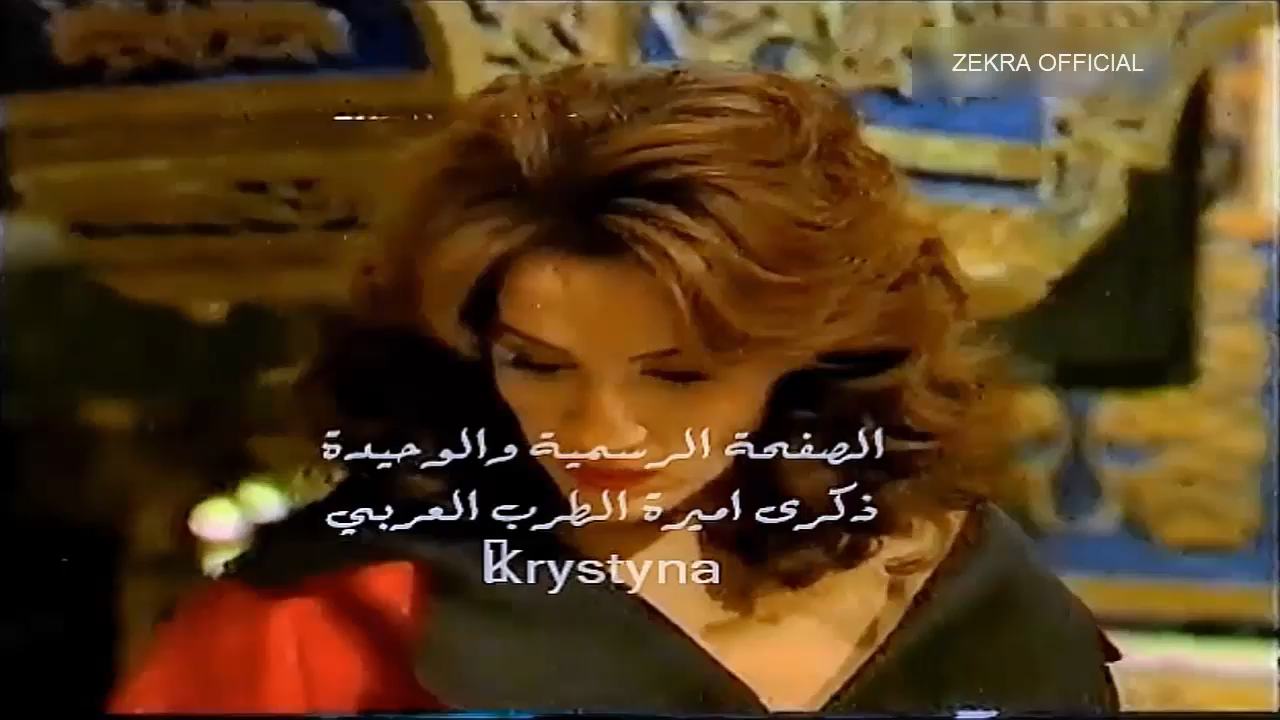 ZEKRA OFFICIAL
الصفحة الرسمية والوحيدة
ذكرى اميرة الطرب العربي
Krystyna